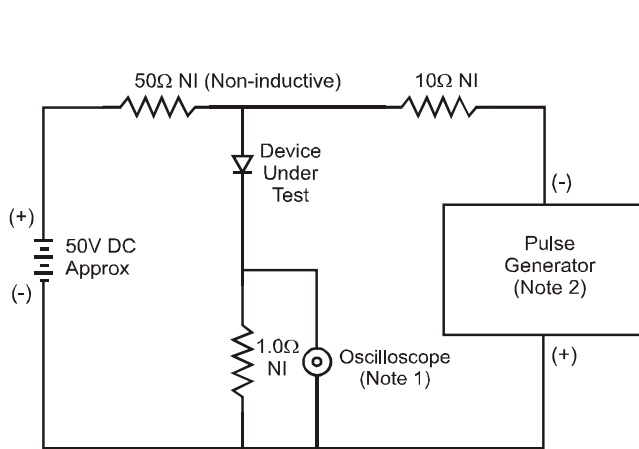 50Ω NI (Non-inductive)
10Ω NI
Device
Under
Test
(-)
(+)
50V DC
Approx
(-)
Pulse
Generator
(Note 2)
1.0Ω
NI
Oscilloscope
(Note 1)
(+)